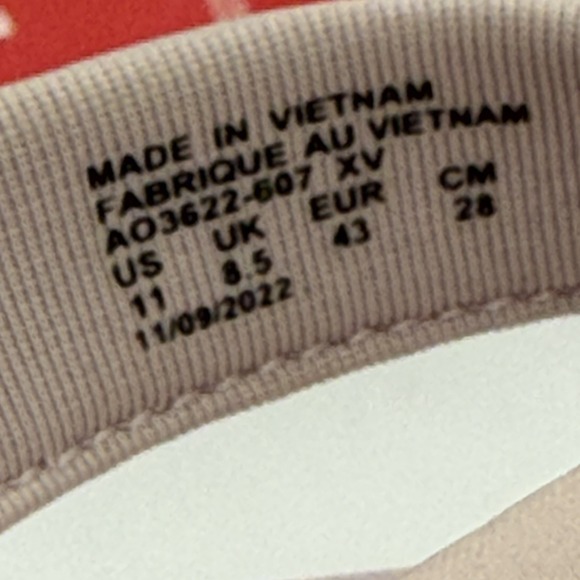 MADE IN VIETNAM
FABRIQUE AU VIETNAM
AO3622-607 XV
US UK EUR CM
11 8.5 43 28
11/09/2022